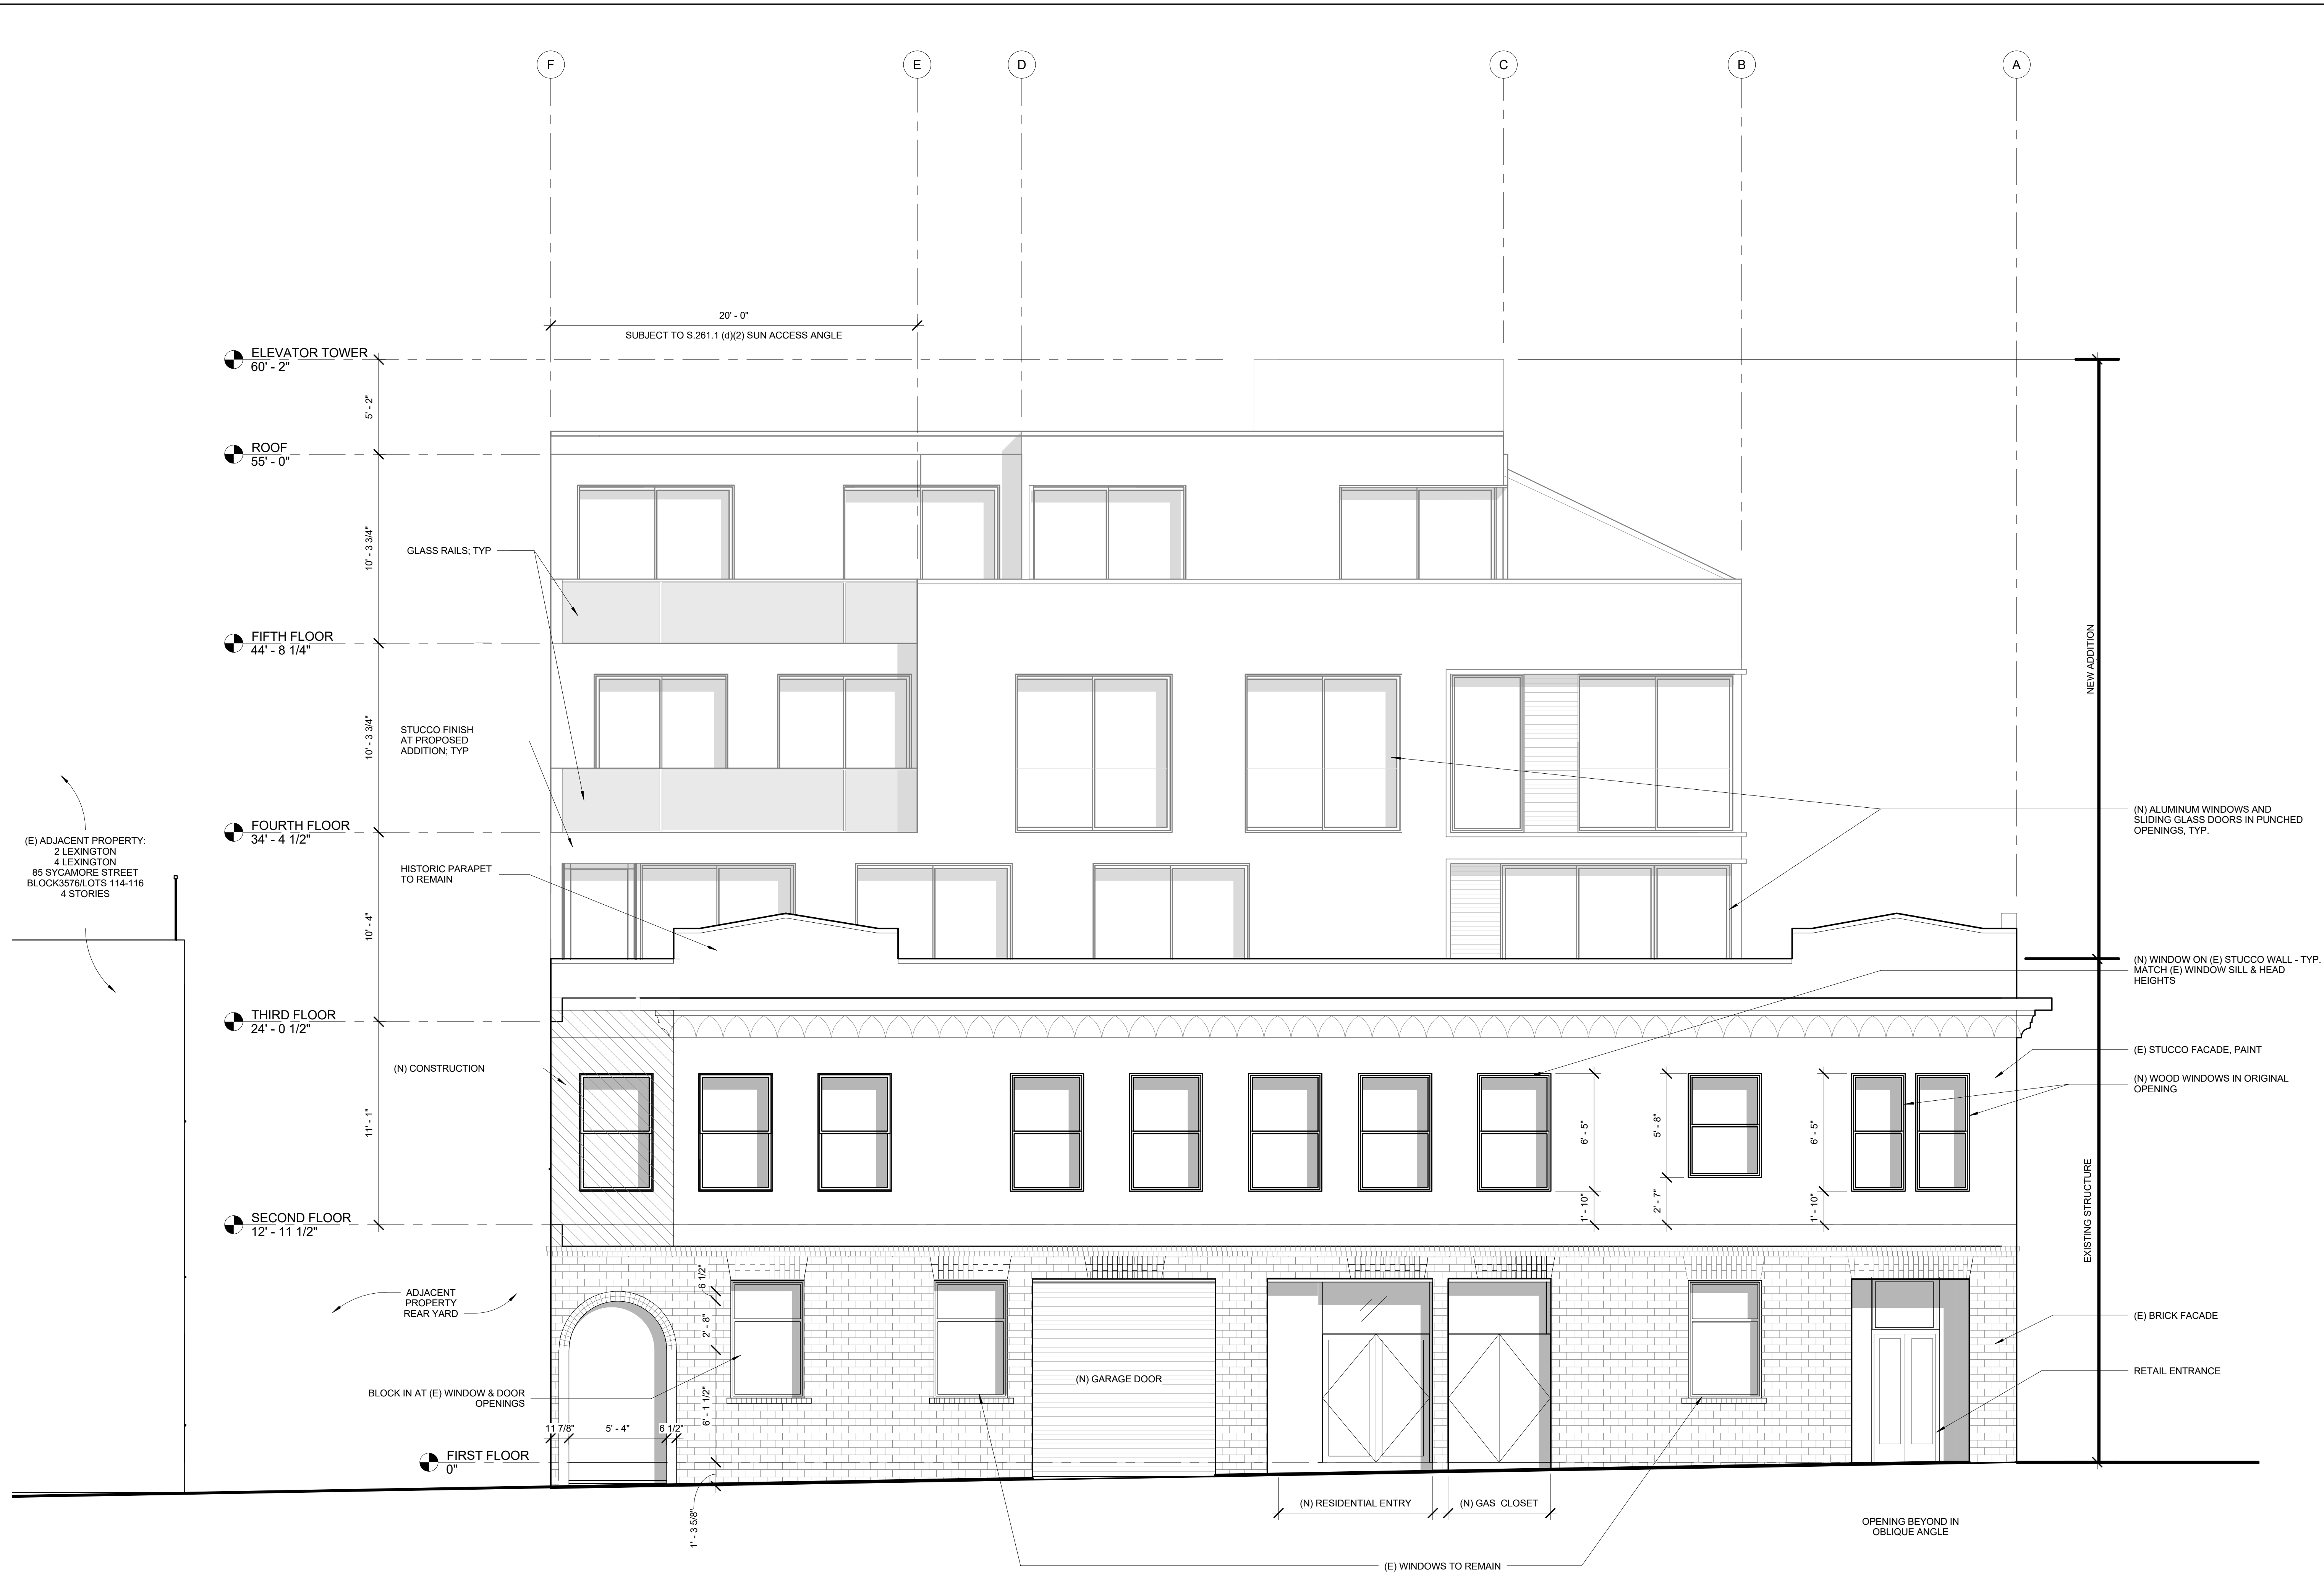 F
E
D
C
B
A
20' - 0"
SUBJECT TO S.261.1 (d)(2) SUN ACCESS ANGLE
ELEVATOR TOWER
60' - 2"
5' - 2"
ROOF
55' - 0"
10' - 3 3/4"
GLASS RAILS; TYP
FIFTH FLOOR
44' - 8 1/4"
NEW ADDITION
10' - 3 3/4"
STUCCO FINISH
AT PROPOSED
ADDITION; TYP
(N) ALUMINUM WINDOWS AND
SLIDING GLASS DOORS IN PUNCHED
OPENINGS, TYP.
FOURTH FLOOR
34' - 4 1/2"
(E) ADJACENT PROPERTY:
2 LEXINGTON
4 LEXINGTON
85 SYCAMORE STREET
BLOCK3576/LOTS 114-116
4 STORIES
HISTORIC PARAPET
TO REMAIN
10' - 4"
(N) WINDOW ON (E) STUCCO WALL - TYP.
MATCH (E) WINDOW SILL & HEAD
HEIGHTS
THIRD FLOOR
24' - 0 1/2"
(E) STUCCO FACADE, PAINT
(N) CONSTRUCTION
(N) WOOD WINDOWS IN ORIGINAL
OPENING
11' - 1"
6' - 5"
5' - 8"
6' - 5"
1' - 10"
2' - 7"
1' - 10"
EXISTING STRUCTURE
SECOND FLOOR
12' - 11 1/2"
6 1/2"
ADJACENT
PROPERTY
REAR YARD
2' - 8"
(E) BRICK FACADE
RETAIL ENTRANCE
(N) GARAGE DOOR
BLOCK IN AT (E) WINDOW & DOOR
OPENINGS
6' - 1 1/2"
11 7/8"
5' - 4"
6 1/2"
FIRST FLOOR
0"
1' - 3 5/8"
(N) RESIDENTIAL ENTRY
(N) GAS CLOSET
OPENING BEYOND IN
OBLIQUE ANGLE
(E) WINDOWS TO REMAIN